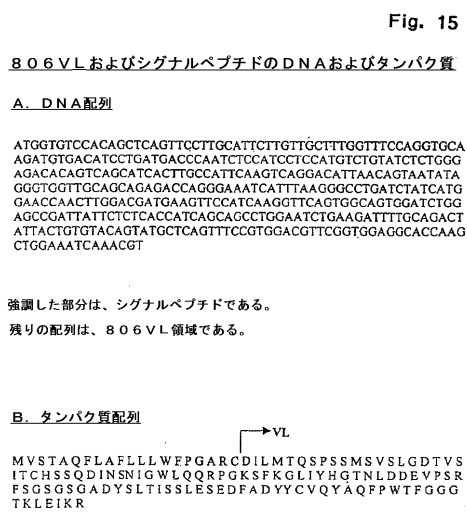 Fig. 15
806VLおよびシグナルペプチドのDNAおよびタンパク質
A. DNA配列
ATGGTGTCCACAGCTCAGTTCCTTGCATTCTTGTTGCTTTGGTTTCCAGGTGCA
AGATGTGACATCCTGATGACCCAATCTCCATCCTCCATGTCTGTATCTCTGGG
AGACACAGTCAGCATCACTTGCCATTCAAGTCAGGACATTAACAGTAATATA
GGGTGGTTGCAGCAGAGACCAGGGAAATCATTTAAGGGCCTGATCTATCATG
GAACCAACTTGGACGATGAAGTTCCATCAAGGTTCAGTGGCAGTGGATCTGG
AGCCGATTATTCTCTCACCATCAGCAGCCTGGAATCTGAAGATTTTGCAGACT
ATTACTGTGTACAGTATGCTCAGTTTCCGTGGACGTTCGGTGGAGGCACCAAG
CTGGAAATCAAACGT
強調した部分は、シグナルペプチドである。
残りの配列は、806VL領域である。
B. タンパク質配列
VL
MVSTAQFLAFLLLWFPGARCDILMTQSPSSMSVSLGDTVS
ITCHSSQDINSNIGWLQQRPGKSFKGLIYHGTNLDDEVPSR
FSGSGSGADYSLTISSLESEDFADYYCVQYAQFPWTFGGG
TKLEIKR